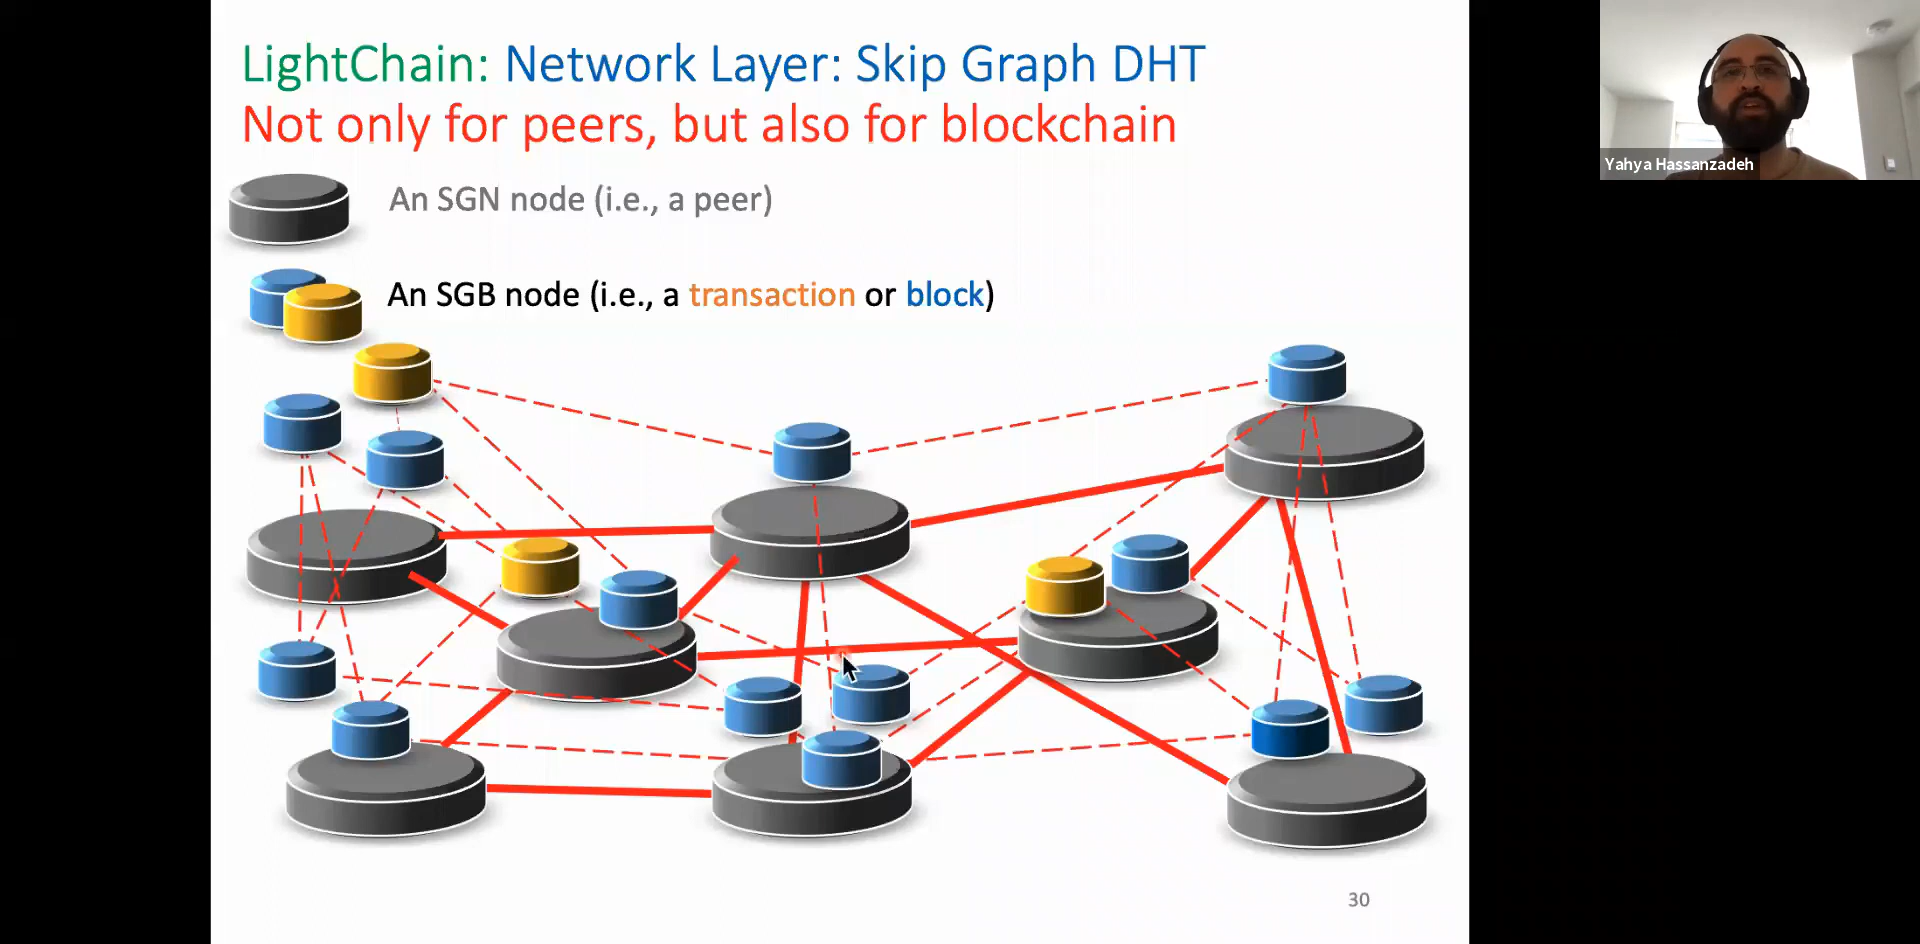 LightChain: Network Layer: Skip Graph DHT
Not only for peers, but also for blockchain
An SGN node (i.e., a peer)
An SGB node (i.e., a transaction or block)
Yahya Hassanzadeh
30